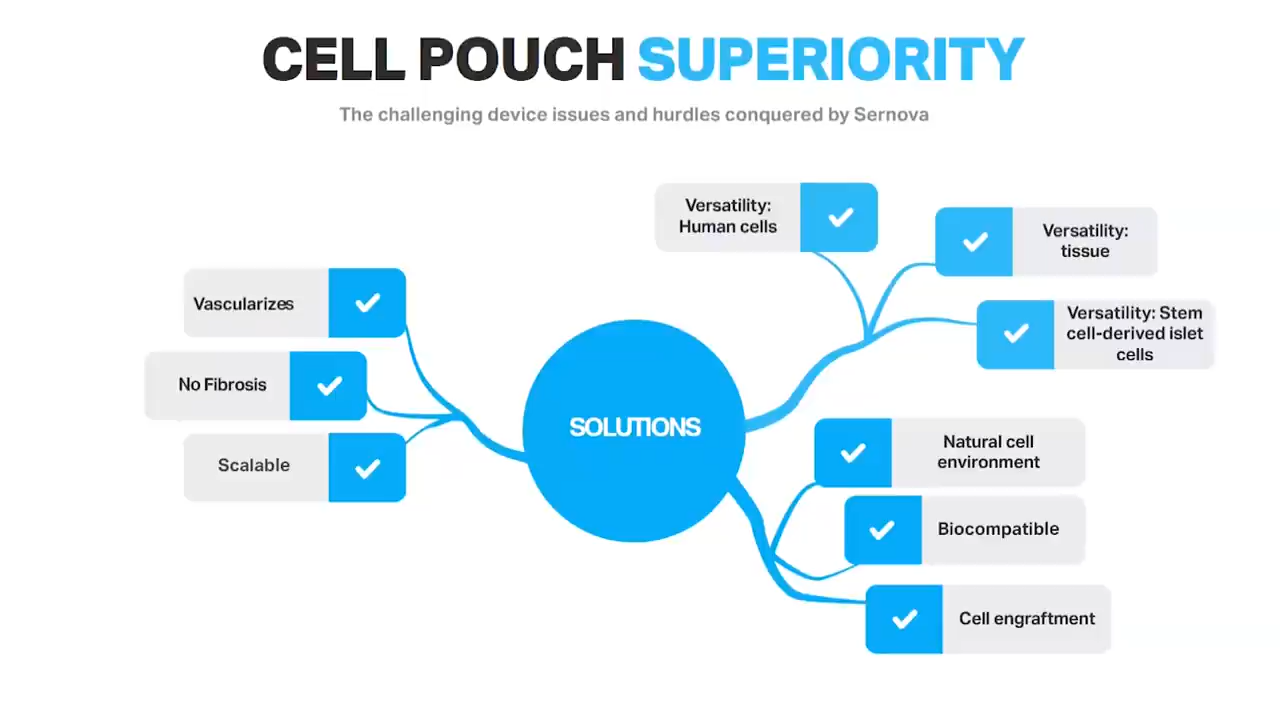 CELL POUCH SUPERIORITY
The challenging device issues and hurdles conquered by Sernova
Vascularizes
No Fibrosis
Scalable
SOLUTIONS
Versatility:
Human cells
Versatility:
tissue
Versatility: Stem
cell-derived islet
cells
Natural cell
environment
Biocompatible
Cell engraftment